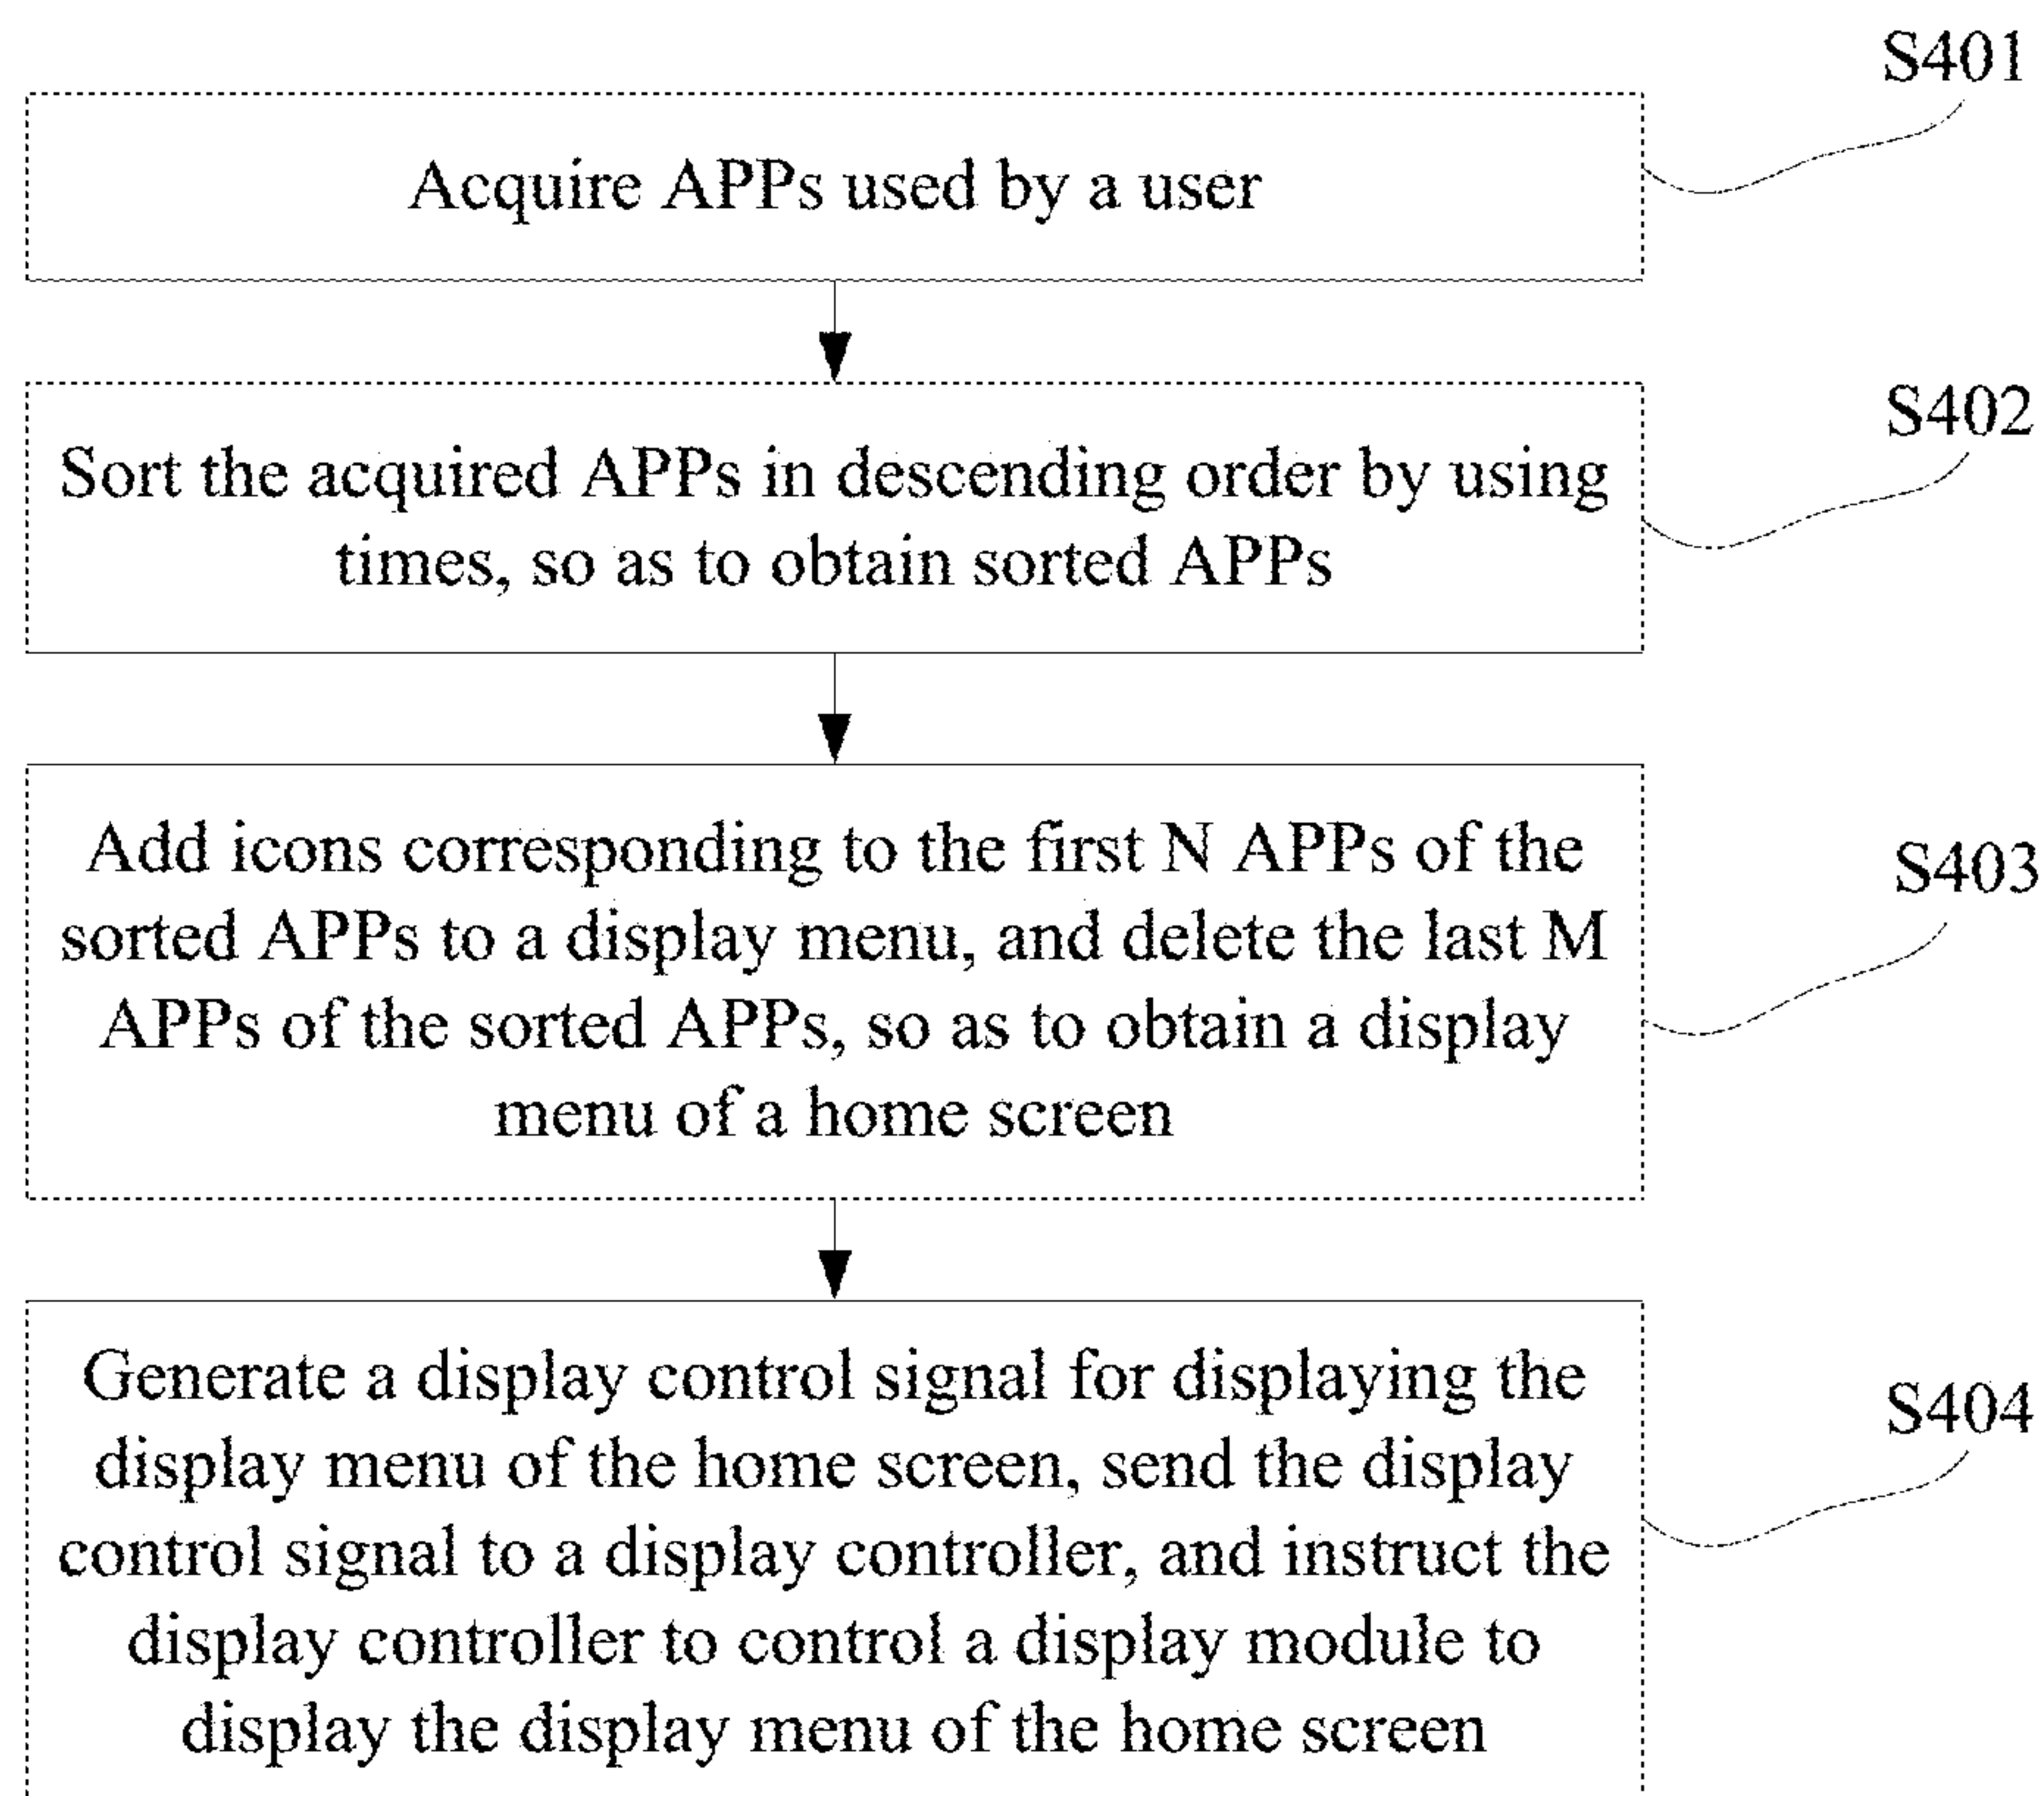 S401
Acquire APPs used by a user
S402
Sort the acquired APPs in descending order by using
times, so as to obtain sorted APPs
Add icons corresponding to the first N APPs of the
S403
sorted APPs to a display menu, and delete the last M
APPs of the sorted APPs, so as to obtain a display
menu of a home screen
Generate a display control signal for displaying the
S404
display menu of the home screen, send the display
control signal to a display controller, and instruct the
display controller to control a display module to
display the display menu of the home screen